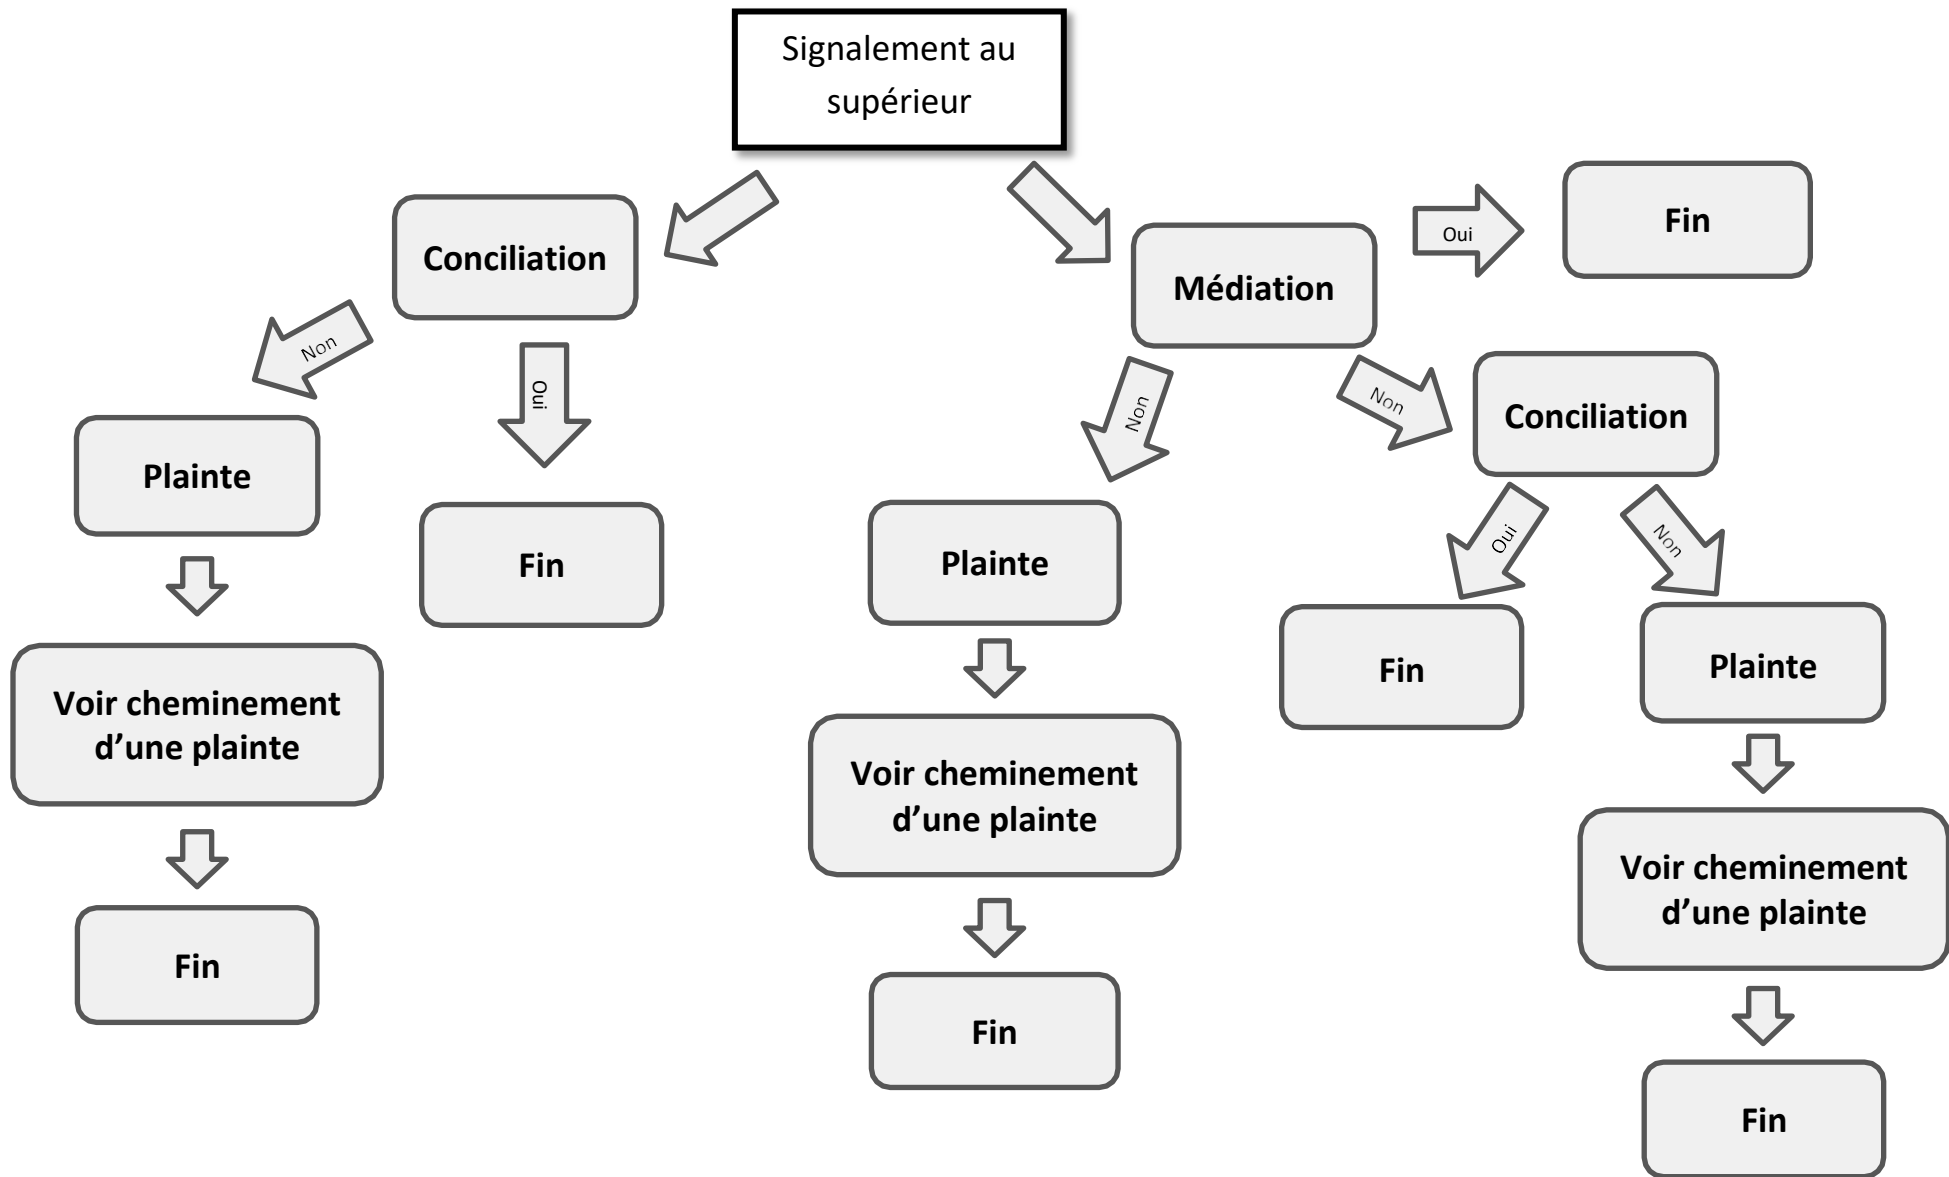 Signalement au
supérieur
Conciliation
Non
Oui
Plainte
Fin
Voir cheminement
d’une plainte
Fin
Médiation
Oui
Fin
Non
Non
Plainte
Voir cheminement
d’une plainte
Fin
Conciliation
Oui
Non
Fin
Plainte
Voir cheminement
d’une plainte
Fin